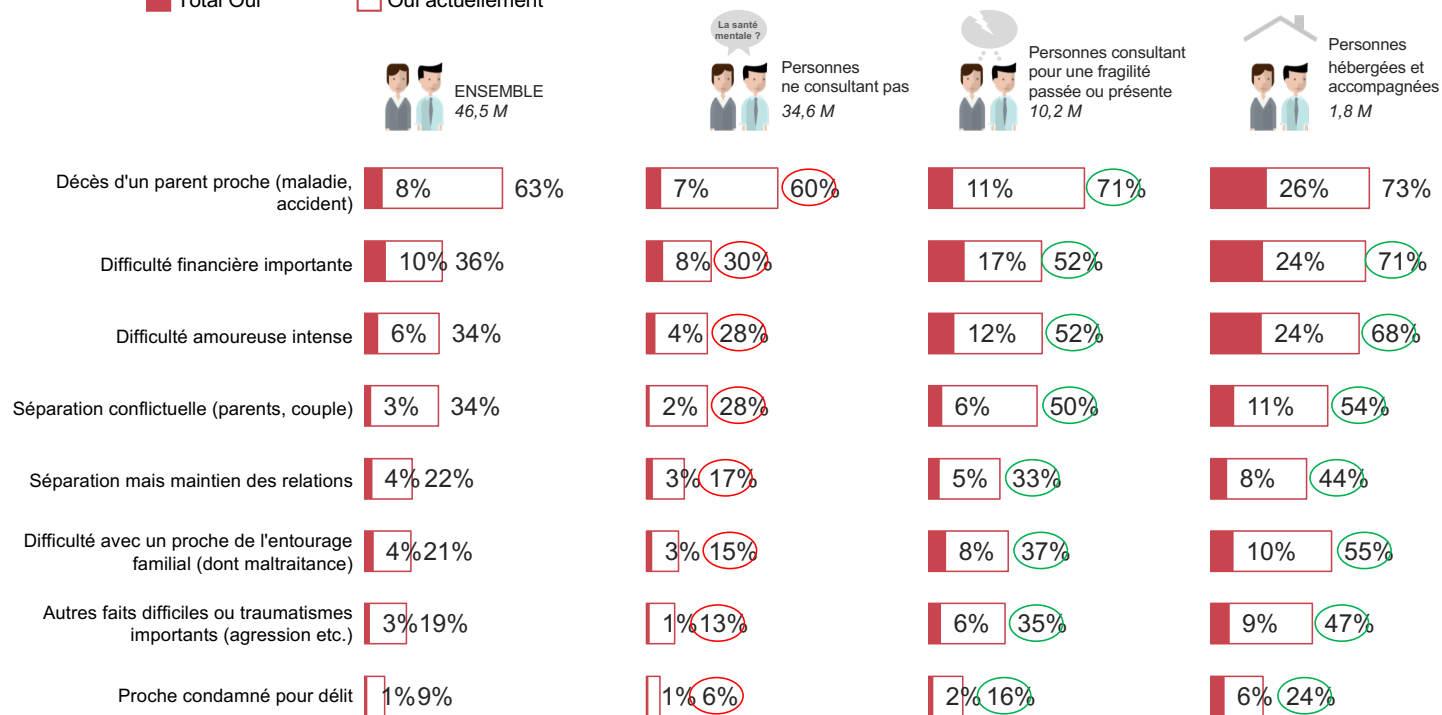 Total Oui
Oui actuellement
La santé
mentale ?
ENSEMBLE
46,5 M
Personnes
ne consultant pas
34,6 M
Personnes consultant
pour une fragilité
passée ou présente
10,2 M
Personnes
hébergées et
accompagnées
1,8 M
Décès d'un parent proche (maladie,
accident)
8% 63% 7% 60% 11% 71% 26% 73%
Difficulté financière importante
10% 36% 8% 30% 17% 52% 24% 71%
Difficulté amoureuse intense
6% 34% 4% 28% 12% 52% 24% 68%
Séparation conflictuelle (parents, couple)
3% 34% 2% 28% 6% 50% 11% 54%
Séparation mais maintien des relations
4% 22% 3% 17% 5% 33% 8% 44%
Difficulté avec un proche de l'entourage
familial (dont maltraitance)
4% 21% 3% 15% 8% 37% 10% 55%
Autres faits difficiles ou traumatismes
importants (agression etc.)
3% 19% 1% 13% 6% 35% 9% 47%
Proche condamné pour délit
1% 9% 1% 6% 2% 16% 6% 24%